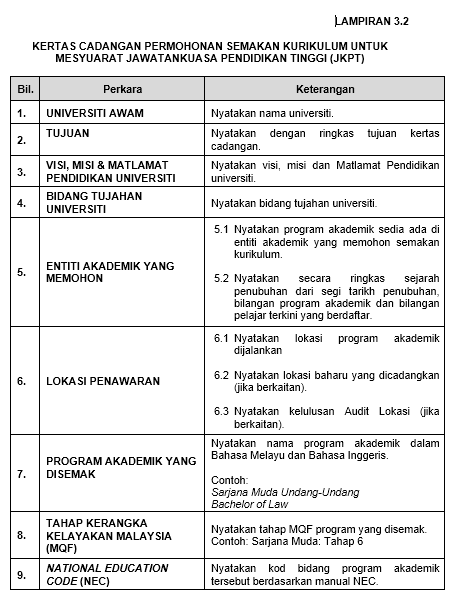 LAMPIRAN 3.2
KERTAS CADANGAN PERMOHONAN SEMAKAN KURIKULUM UNTUK
MESYUARAT JAWATANKUASA PENDIDIKAN TINGGI (JKPT)
Bil. Perkara Keterangan
1. UNIVERSITI AWAM Nyatakan nama universiti.
2. TUJUAN Nyatakan dengan ringkas tujuan kertas
cadangan.
3. VISI, MISI & MATLAMAT
PENDIDIKAN UNIVERSITI
Nyatakan visi, misi dan Matlamat Pendidikan
universiti.
4. BIDANG TUJAHAN
UNIVERSITI
Nyatakan bidang tujahan universiti.
5. ENTITI AKADEMIK YANG
MEMOHON
5.1 Nyatakan program akademik sedia ada di
entiti akademik yang memohon semakan
kurikulum.
5.2 Nyatakan secara ringkas sejarah
penubuhan dari segi tarikh penubuhan,
bilangan program akademik dan bilangan
pelajar terkini yang berdaftar.
6. LOKASI PENAWARAN
6.1 Nyatakan lokasi program akademik
dijalankan
6.2 Nyatakan lokasi baharu yang dicadangkan
(jika berkaitan).
6.3 Nyatakan kelulusan Audit Lokasi (jika
berkaitan).
7. PROGRAM AKADEMIK YANG
DISEMAK
Nyatakan nama program akademik dalam
Bahasa Melayu dan Bahasa Inggeris.
Contoh:
Sarjana Muda Undang-Undang
Bachelor of Law
8. TAHAP KERANGKA
KELAYAKAN MALAYSIA
(MQF)
Nyatakan tahap MQF program yang disemak.
Contoh: Sarjana Muda: Tahap 6
9. NATIONAL EDUCATION
CODE (NEC)
Nyatakan kod bidang program akademik
tersebut berdasarkan manual NEC.